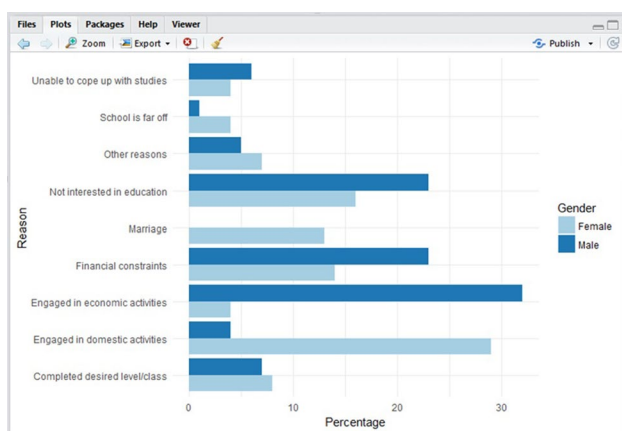 Files Plots Packages Help Viewer
Zoom Export Publish
Unable to cope up with studies
School is far off
Other reasons
Not interested in education
Marriage
Financial constraints
Engaged in economic activities
Engaged in domestic activities
Completed desired level/class
Reason
0 10 20 30
Percentage
Gender
Female
Male